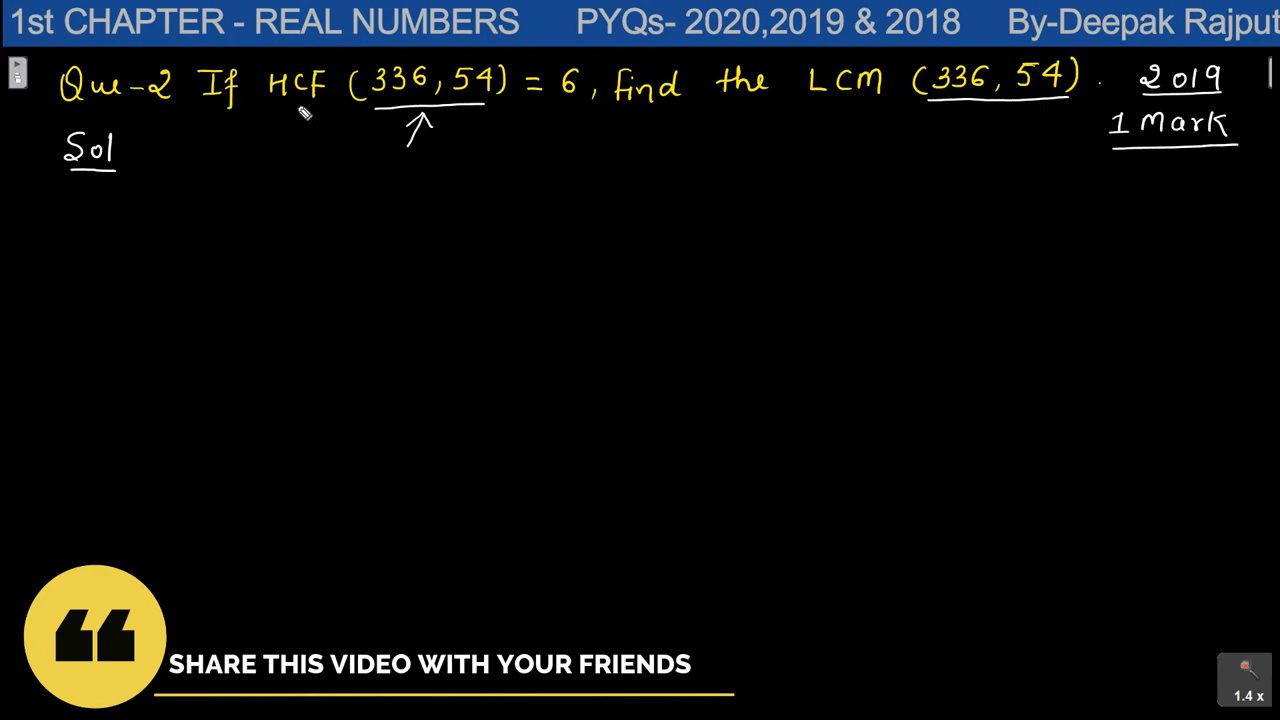 1st CHAPTER - REAL NUMBERS PYQs- 2020,2019 & 2018 By-Deepak Rajput
Que-2 If HCF (336,54) = 6, find the LCM (336, 54). 2019
1 Mark
Sol
SHARE THIS VIDEO WITH YOUR FRIENDS
1.4 x